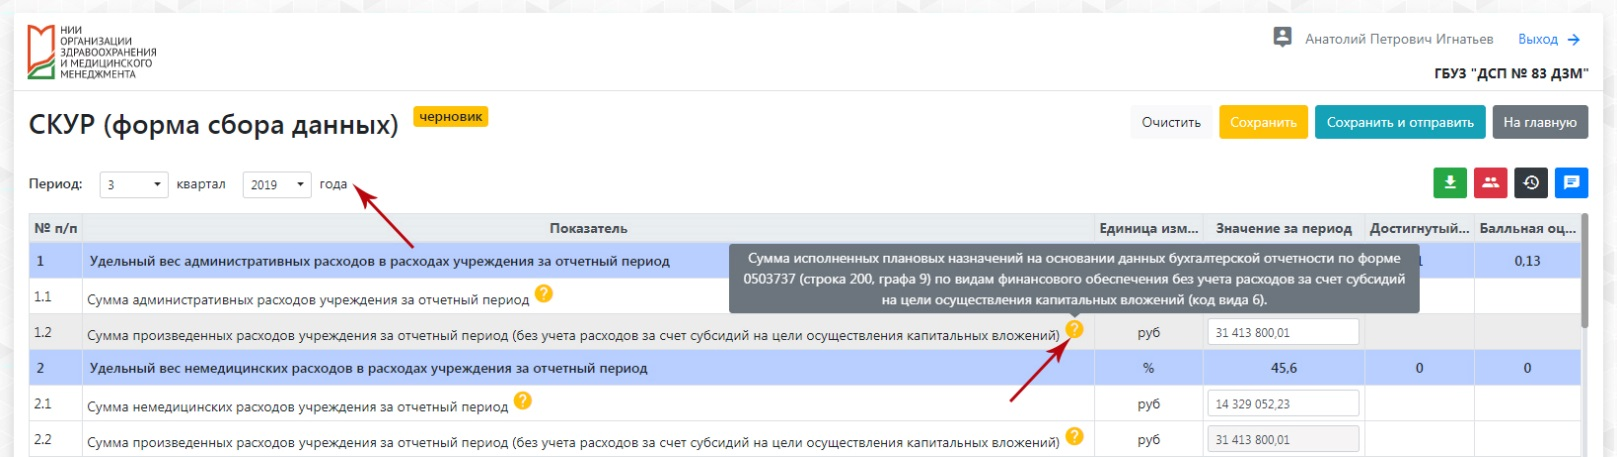 НИИ
ОРГАНИЗАЦИИ
ЗДРАВООХРАНЕНИЯ
И МЕДИЦИНСКОГО
МЕНЕДЖМЕНТА
Анатолий Петрович Игнатьев Выход
ГБУЗ "ДСП № 83 ДЗМ"
СКУР (форма сбора данных) черновик
Очистить Сохранить Сохранить и отправить На главную
Период: 3 квартал 2019 года
№ п/п Показатель Единица изм... Значение за период Достигнутый... Балльная оц...
1 Удельный вес административных расходов в расходах учреждения за отчетный период 0,13
Сумма исполненных плановых назначений на основании данных бухгалтерской отчетности по форме
0503737 (строка 200, графа 9) по видам финансового обеспечения без учета расходов за счет субсидий
на цели осуществления капитальных вложений (код вида 6).
1.1 Сумма административных расходов учреждения за отчетный период ?
1.2 Сумма произведенных расходов учреждения за отчетный период (без учета расходов за счет субсидий на цели осуществления капитальных вложений) ? руб 31 413 800,01
2 Удельный вес немедицинских расходов в расходах учреждения за отчетный период % 45,6 0 0
2.1 Сумма немедицинских расходов учреждения за отчетный период ? руб 14 329 052,23
2.2 Сумма произведенных расходов учреждения за отчетный период (без учета расходов за счет субсидий на цели осуществления капитальных вложений) ? руб 31 413 800,01